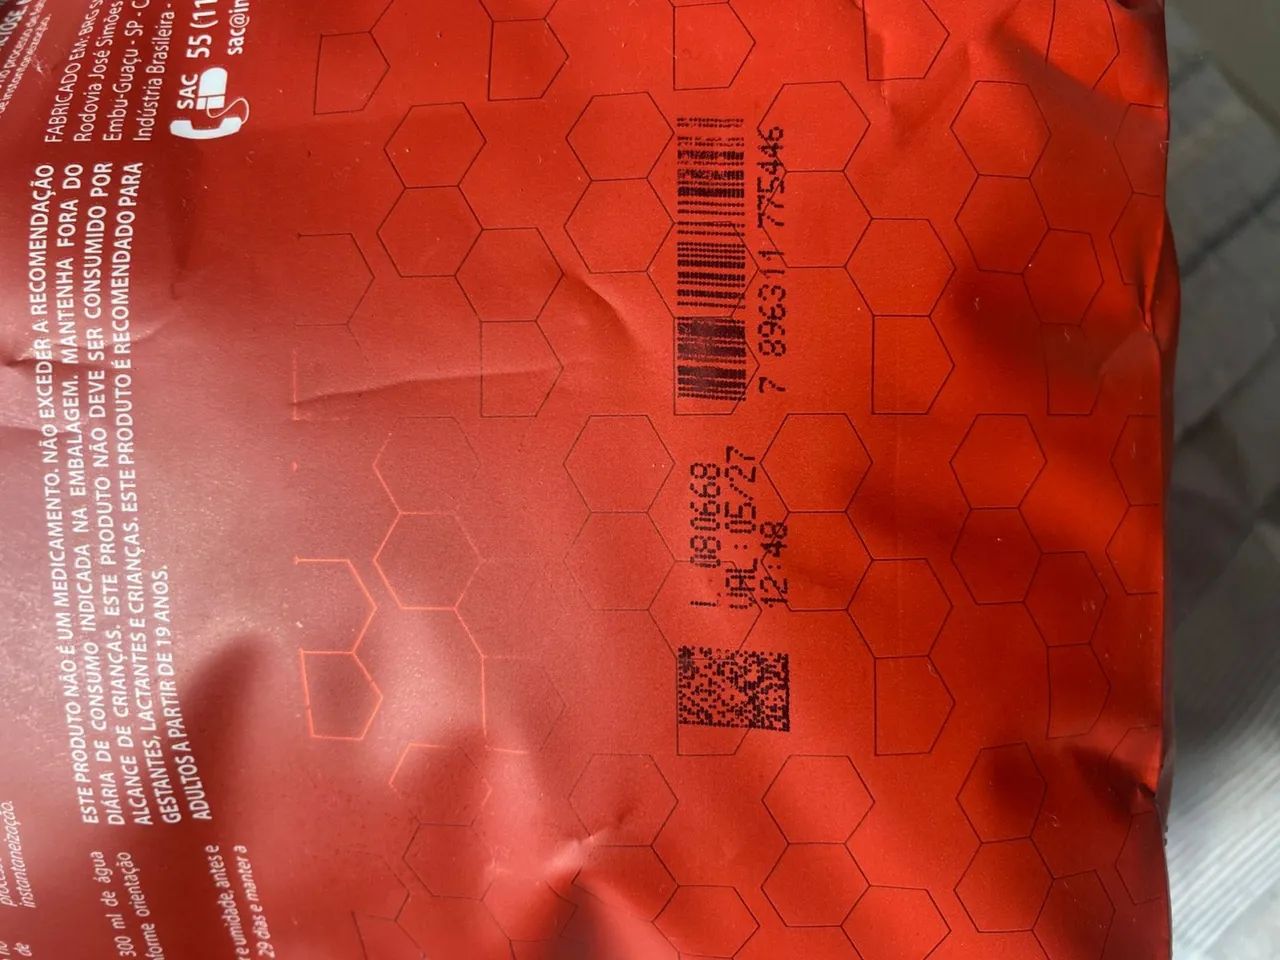 FABRICADO EM: BRG
Rodovia José Simões
Embu-Guaçu - SP -
Indústria Brasileira -
SAC
55 (11
ESTE PRODUTO NÃO É UM MEDICAMENTO. NÃO EXCEDER A RECOMENDAÇÃO
DIÁRIA DE CONSUMO INDICADA NA EMBALAGEM. MANTENHA FORA DO
ALCANCE DE CRIANÇAS. ESTE PRODUTO NÃO DEVE SER CONSUMIDO POR
GESTANTES, LACTANTES E CRIANÇAS. ESTE PRODUTO É RECOMENDADO PARA
ADULTOS A PARTIR DE 19 ANOS.
instantaneização.
300 ml de água
orientação
e umidade, antes e
29 dias e manter a
7 896311 775446
L 080668
VAL: 05/27
12:48